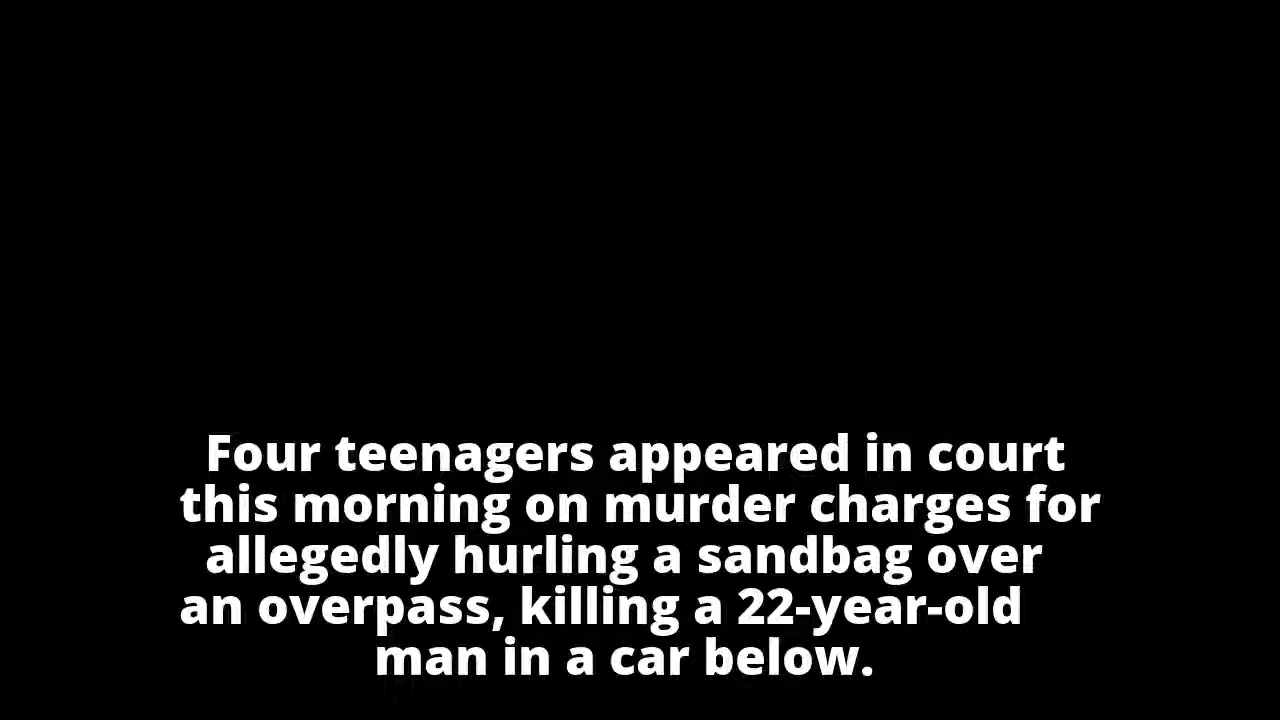 Four teenagers appeared in court
this morning on murder charges for
allegedly hurling a sandbag over
an overpass, killing a 22-year-old
man in a car below.